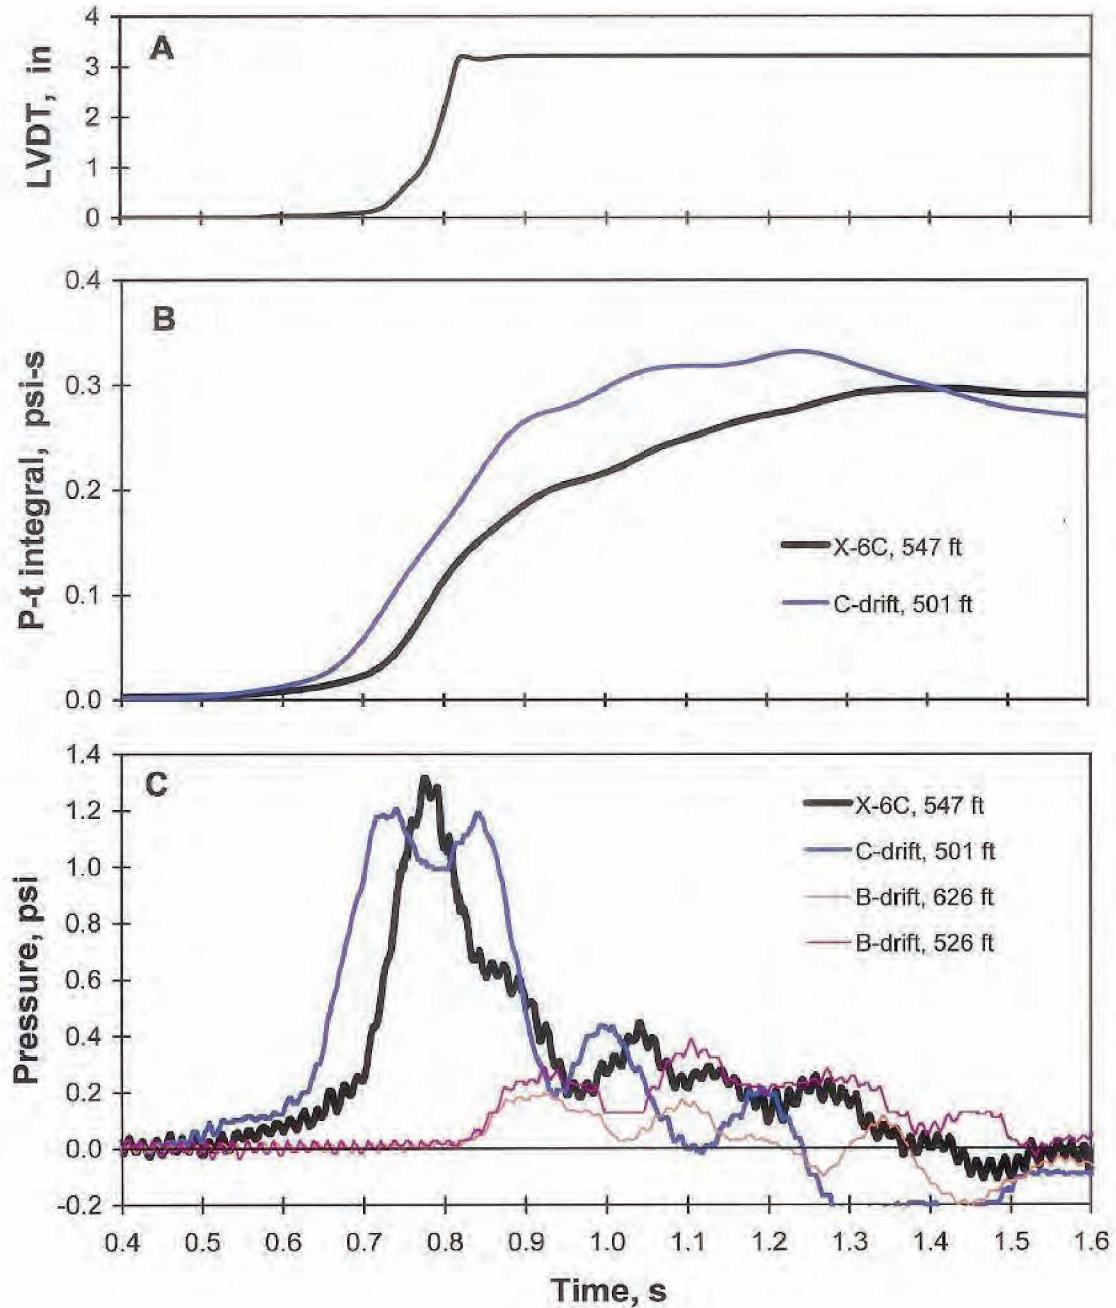 A
LVDT, in
4
3
2
1
0
B
P-t integral, psi-s
0.4
0.3
0.2
0.1
0.0
X-6C, 547 ft
C-drift, 501 ft
C
Pressure, psi
1.4
1.2
1.0
0.8
0.6
0.4
0.2
0.0
-0.2
X-6C, 547 ft
C-drift, 501 ft
B-drift, 626 ft
B-drift, 526 ft
0.4 0.5 0.6 0.7 0.8 0.9 1.0 1.1 1.2 1.3 1.4 1.5 1.6
Time, s